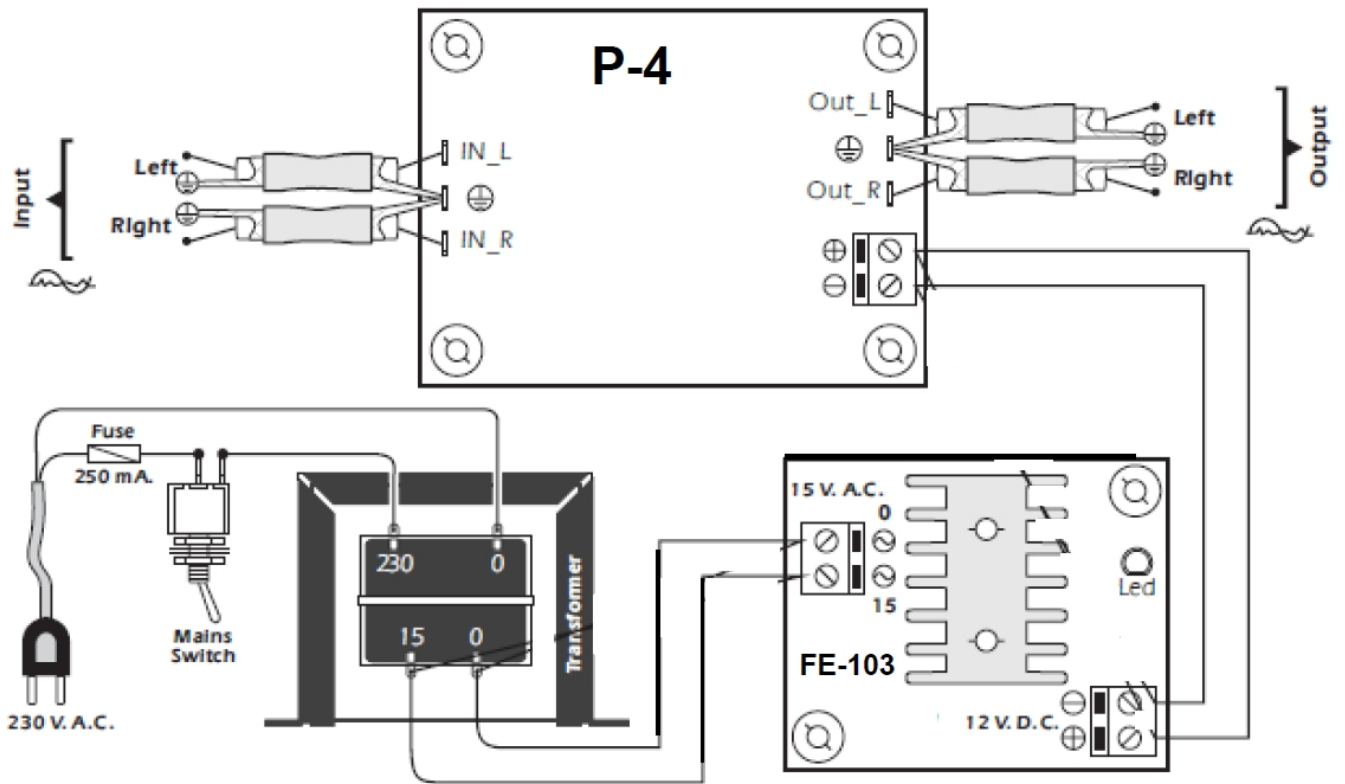 P-4
Out_L
Left
Output
Left
IN_L
Input
Right
Out_R
Right
IN_R
Fuse
250 mA.
15 V. A.C.
0
230
0
Led
15
Transformer
15
0
Mains
Switch
FE-103
12 V. D.C.
230 V. A.C.